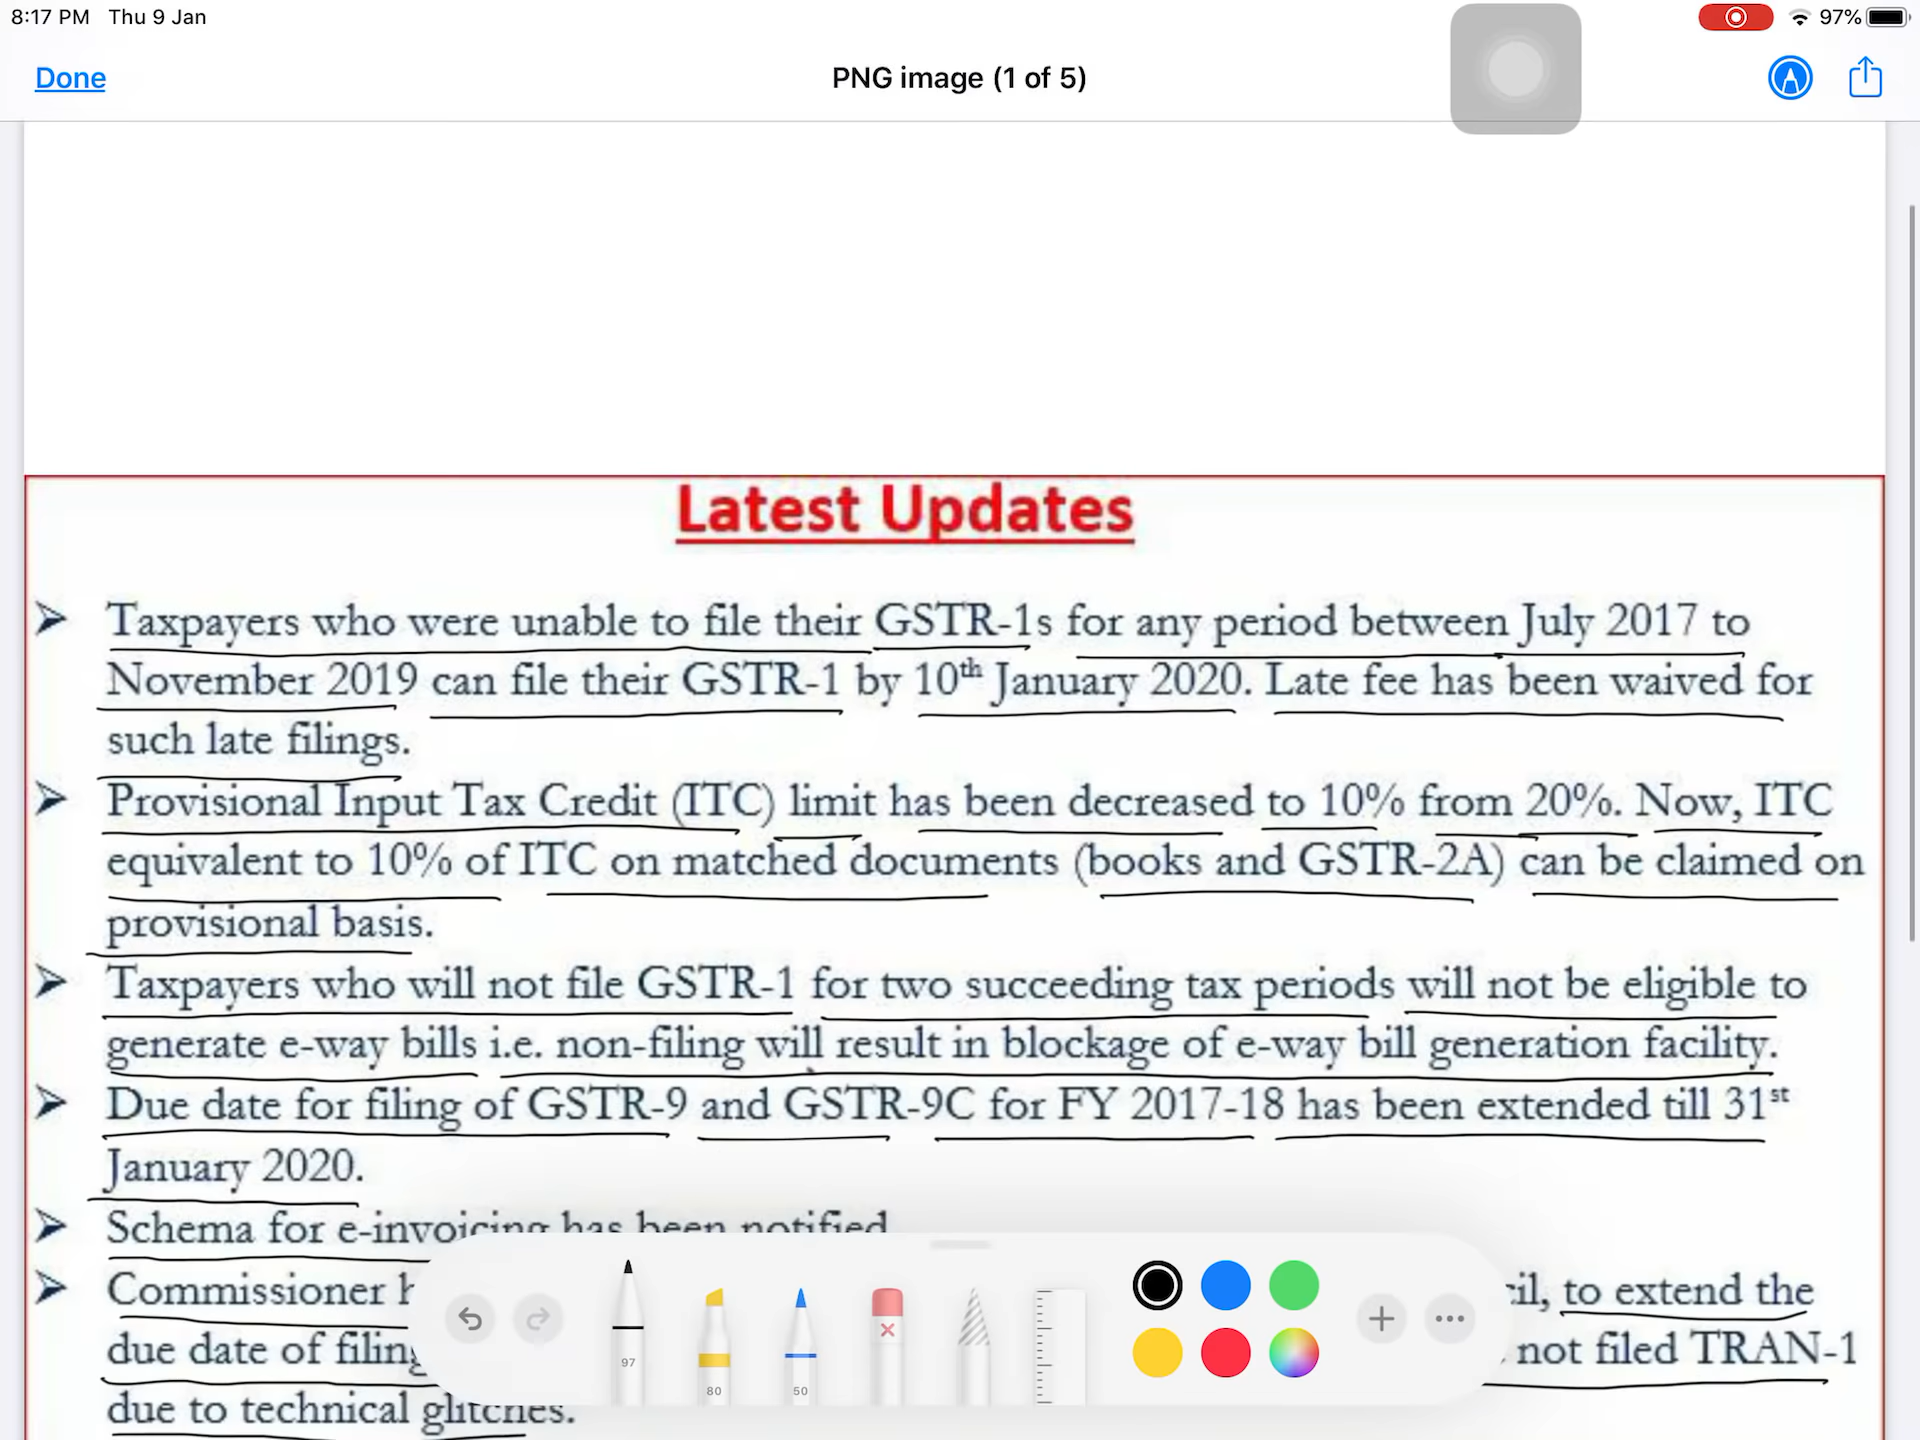 8:17 PM Thu 9 Jan
97%
Done
PNG image (1 of 5)
Latest Updates
➢ Taxpayers who were unable to file their GSTR-1s for any period between July 2017 to
November 2019 can file their GSTR-1 by 10th January 2020. Late fee has been waived for
such late filings.
➢ Provisional Input Tax Credit (ITC) limit has been decreased to 10% from 20%. Now, ITC
equivalent to 10% of ITC on matched documents (books and GSTR-2A) can be claimed on
provisional basis.
➢ Taxpayers who will not file GSTR-1 for two succeeding tax periods will not be eligible to
generate e-way bills i.e. non-filing will result in blockage of e-way bill generation facility.
➢ Due date for filing of GSTR-9 and GSTR-9C for FY 2017-18 has been extended till 31st
January 2020.
➢ Schema for e-invoicing has been notified
➢ Commissioner to extend the
due date of not filed TRAN-1
due to technical glitches.
97
80
50